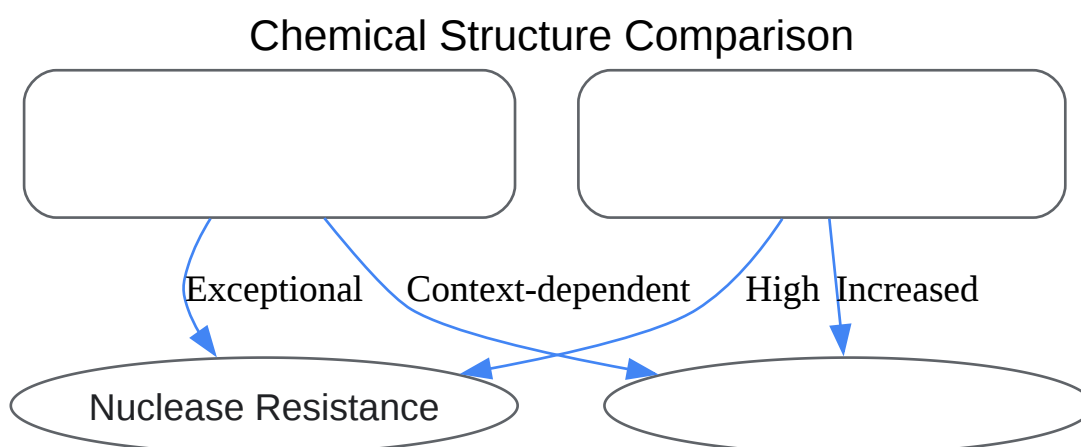 Chemical Structure Comparison
Exceptional
Context-dependent
High
Increased
Nuclease Resistance